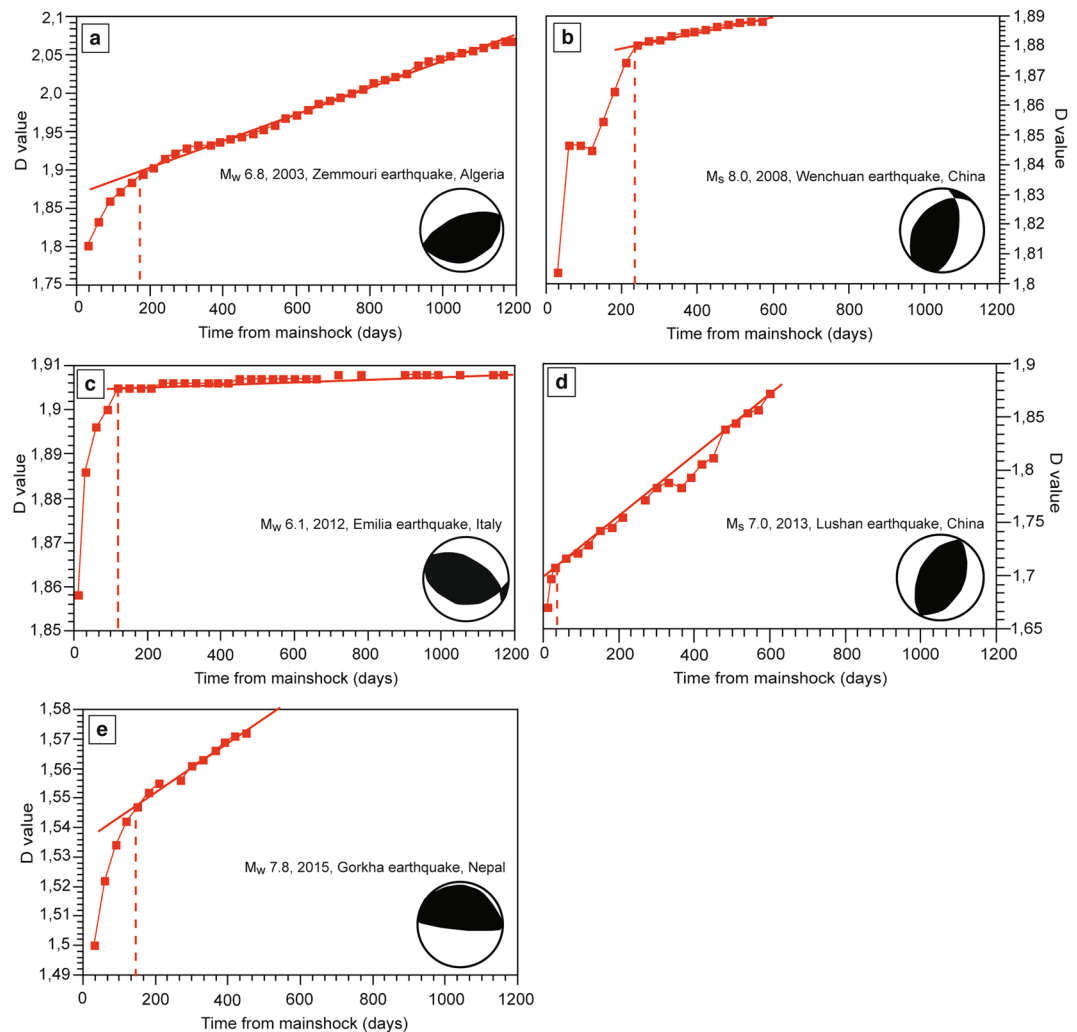 a
2,1
2,05
2,0
1,95
1,9
1,85
1,8
1,75
D value
Mw 6.8, 2003, Zemmouri earthquake, Algeria
0 200 400 600 800 1000 1200
Time from mainshock (days)
b
1,89
1,88
1,87
1,86
1,85
1,84
1,83
1,82
1,81
1,8
D value
Ms 8.0, 2008, Wenchuan earthquake, China
0 200 400 600 800 1000 1200
Time from mainshock (days)
c
1,91
1,9
1,89
1,88
1,87
1,86
1,85
D value
Mw 6.1, 2012, Emilia earthquake, Italy
0 200 400 600 800 1000 1200
Time from mainshock (days)
d
1,9
1,85
1,8
1,75
1,7
1,65
D value
Ms 7.0, 2013, Lushan earthquake, China
0 200 400 600 800 1000 1200
Time from mainshock (days)
e
1,58
1,57
1,56
1,55
1,54
1,53
1,52
1,51
1,5
1,49
D value
Mw 7.8, 2015, Gorkha earthquake, Nepal
0 200 400 600 800 1000 1200
Time from mainshock (days)